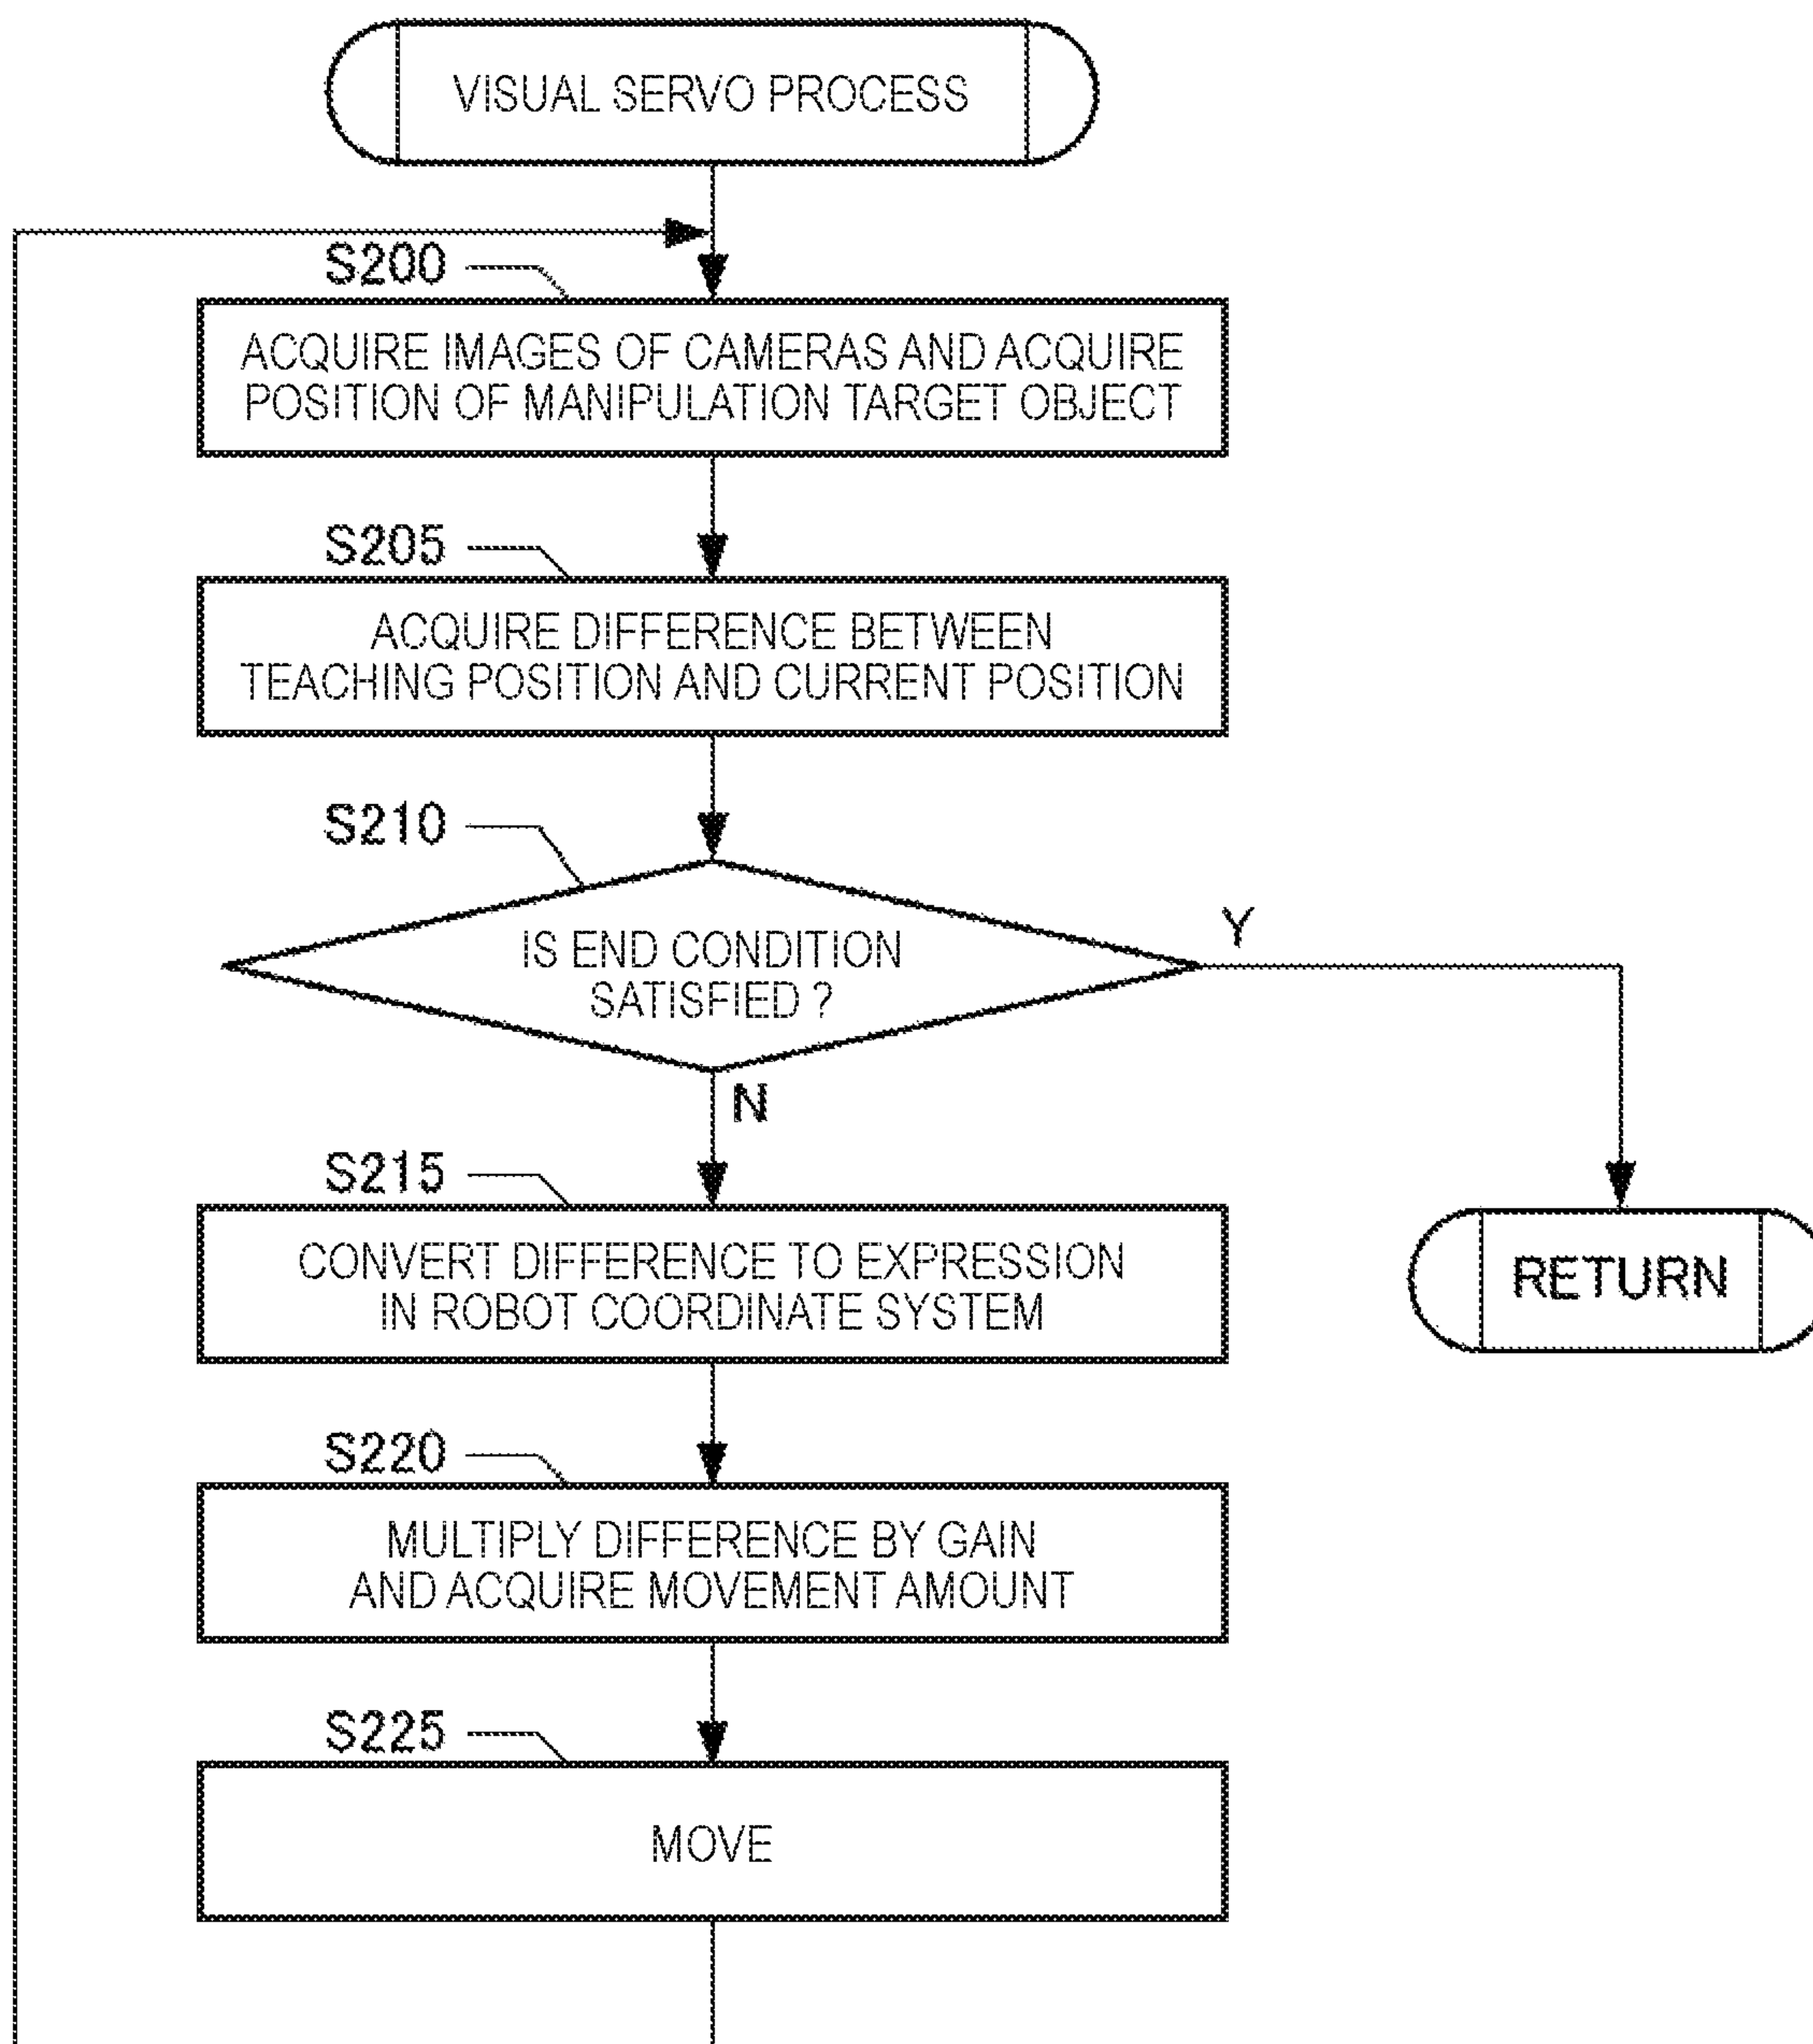 VISUAL SERVO PROCESS
S200
ACQUIRE IMAGES OF CAMERAS AND ACQUIRE
POSITION OF MANIPULATION TARGET OBJECT
S205
ACQUIRE DIFFERENCE BETWEEN
TEACHING POSITION AND CURRENT POSITION
S210
IS END CONDITION
SATISFIED ?
Y
N
S215
CONVERT DIFFERENCE TO EXPRESSION
IN ROBOT COORDINATE SYSTEM
RETURN
S220
MULTIPLY DIFFERENCE BY GAIN
AND ACQUIRE MOVEMENT AMOUNT
S225
MOVE